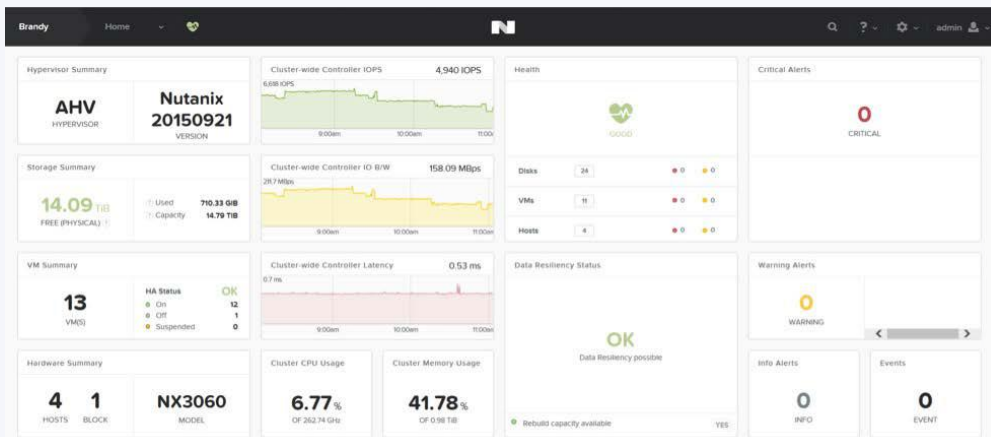 Brandy
Home
?
admin
Hypervisor Summary
AHV
HYPERVISOR
Nutanix
20150921
VERSION
Cluster-wide Controller IOPS 4,940 IOPS
6,618 IOPS
9:00am 10:00am 11:00
Health
GOOD
Disks 24 0 0
VMs 11 0 0
Hosts 4 0 0
Critical Alerts
0
CRITICAL
Storage Summary
14.09 TiB
FREE (PHYSICAL)
Used 710.33 GiB
Capacity 14.79 TiB
Cluster-wide Controller IO B/W 158.09 MBps
9:00am 10:00am 11:00am
VM Summary
13
VM(S)
HA Status OK
On 12
Off 1
Suspended 0
Cluster-wide Controller Latency 0.53 ms
0.7 ms
9:00am 10:00am 11:00am
Data Resiliency Status
OK
Data Resiliency possible
Rebuild capacity available YES
Warning Alerts
0
WARNING
Hardware Summary
4
HOSTS
1
BLOCK
NX3060
MODEL
Cluster CPU Usage
6.77 %
OF 262.74 GHz
Cluster Memory Usage
41.78 %
OF 0.98 TiB
Info Alerts
0
INFO
Events
0
EVENT